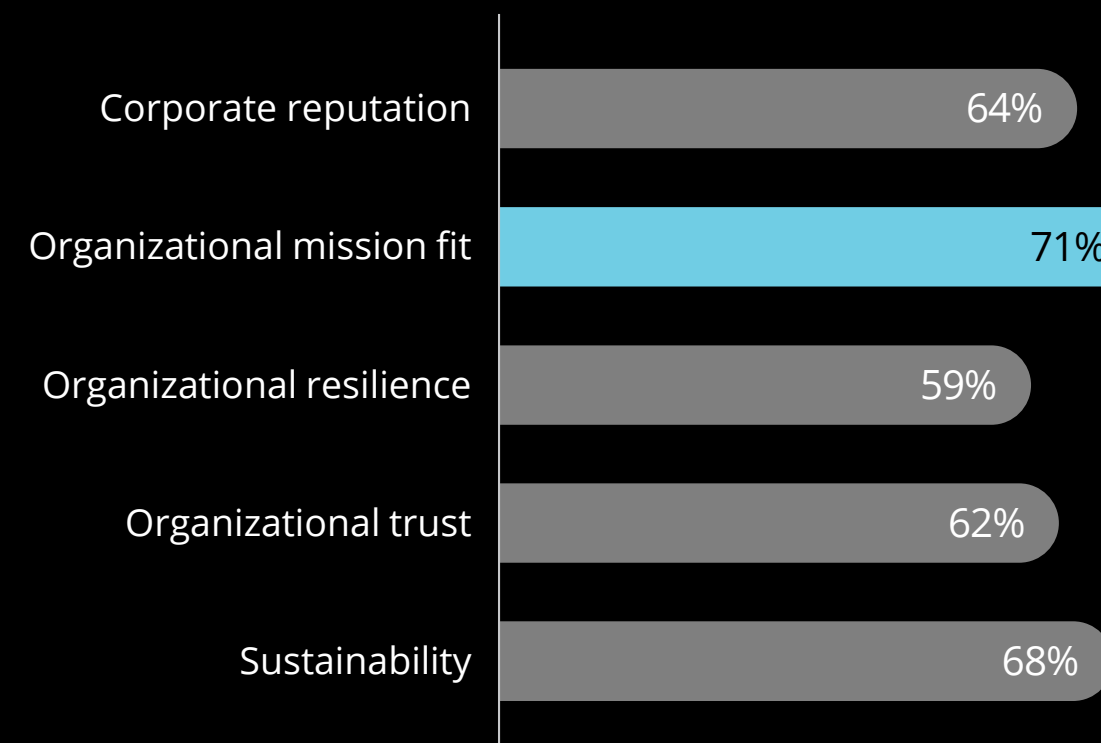 Corporate reputation 64%
Organizational mission fit 71%
Organizational resilience 59%
Organizational trust 62%
Sustainability 68%